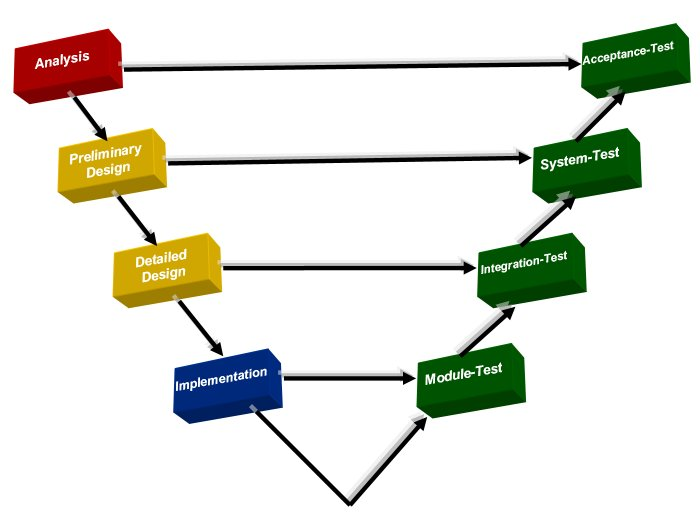 Analysis
Acceptance-Test
Preliminary
Design
System-Test
Detailed
Design
Integration-Test
Implementation
Module-Test